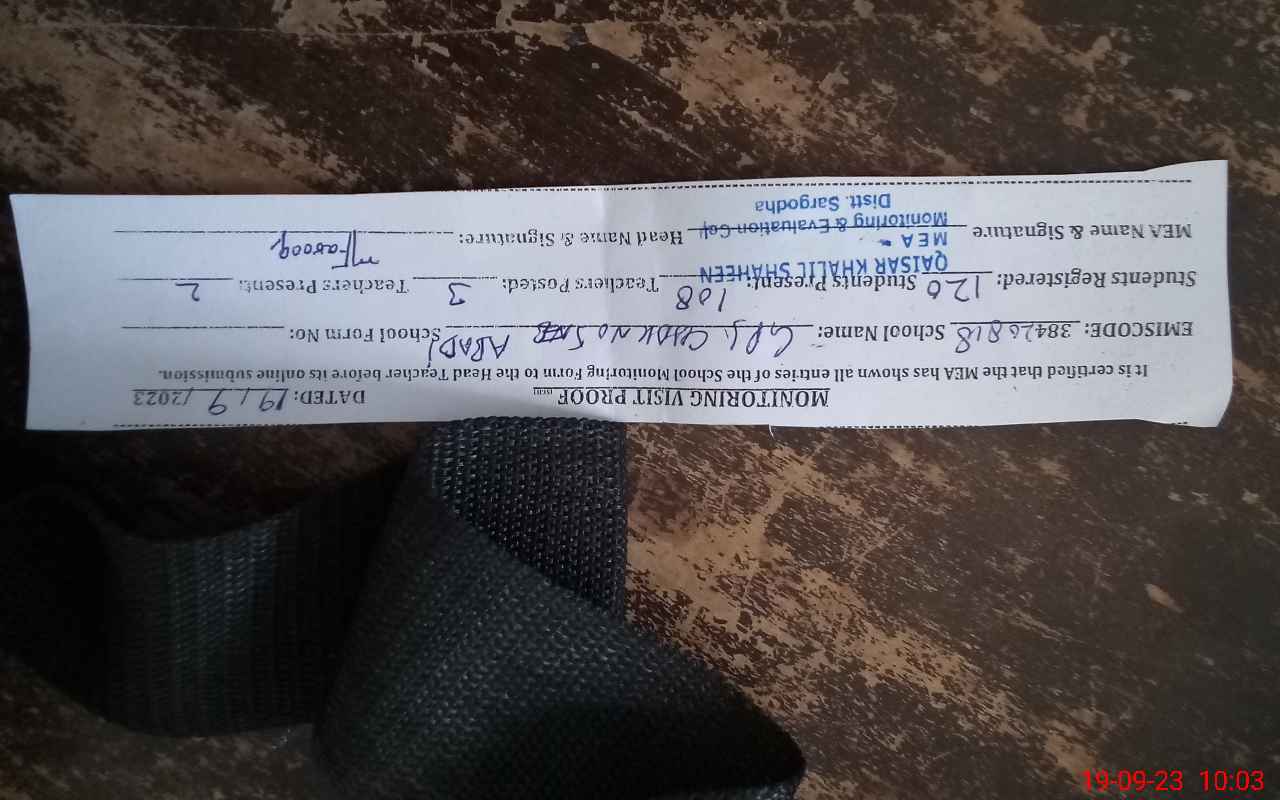 MONITORING VISIT PROOF DATED: 19/9/2023
It is certified that the MEA has shown all entries of the School Monitoring Form to the Head Teacher before its online submission.
EMISCODE: 38426818 School Name: GPS, CHAK NO ABAD School Form No:
Students Registered: 120 Students Present: 108 Teachers Posted: 3 Teachers Present: 2
QAISAR KHALIL SHAHEEN
MEA
MEA Name & Signature Head Name & Signature: Farooq
Monitoring & Evaluation Cell
Distt. Sargodha
19-09-23 10:03